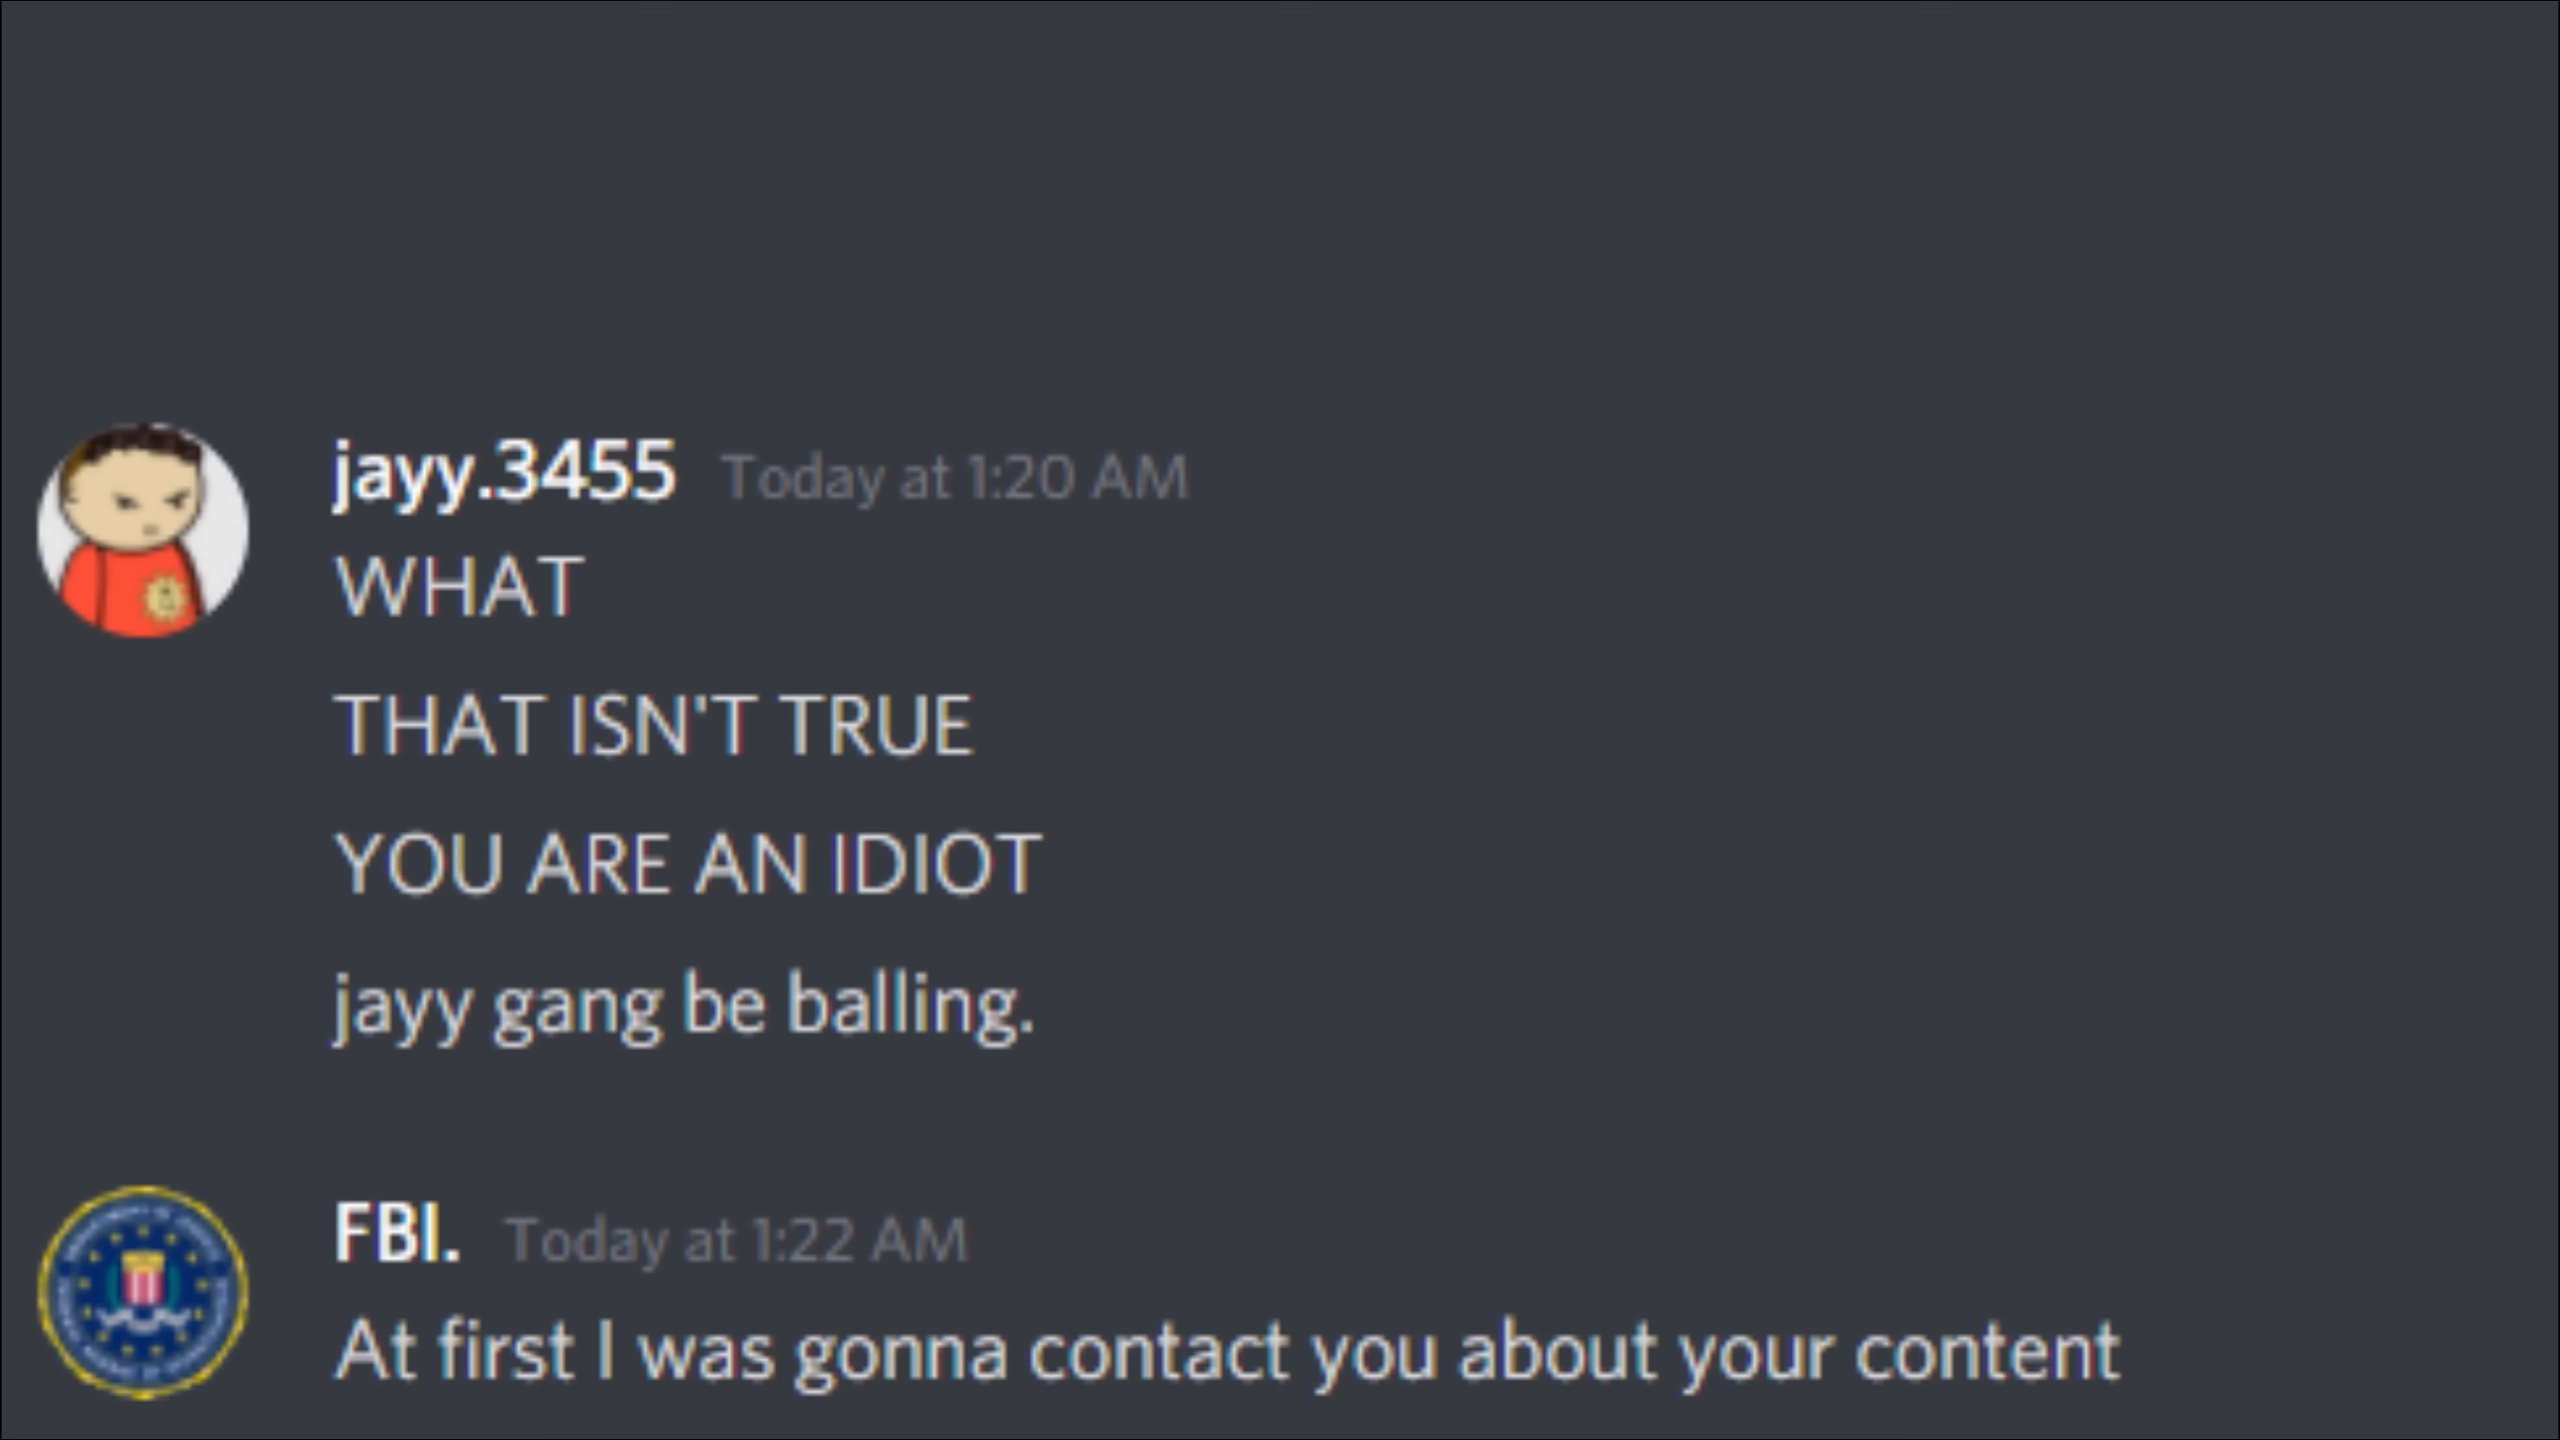 jayy.3455 Today at 1:20 AM
WHAT
THAT ISN'T TRUE
YOU ARE AN IDIOT
jayy gang be balling.
FBI. Today at 1:22 AM
At first I was gonna contact you about your content